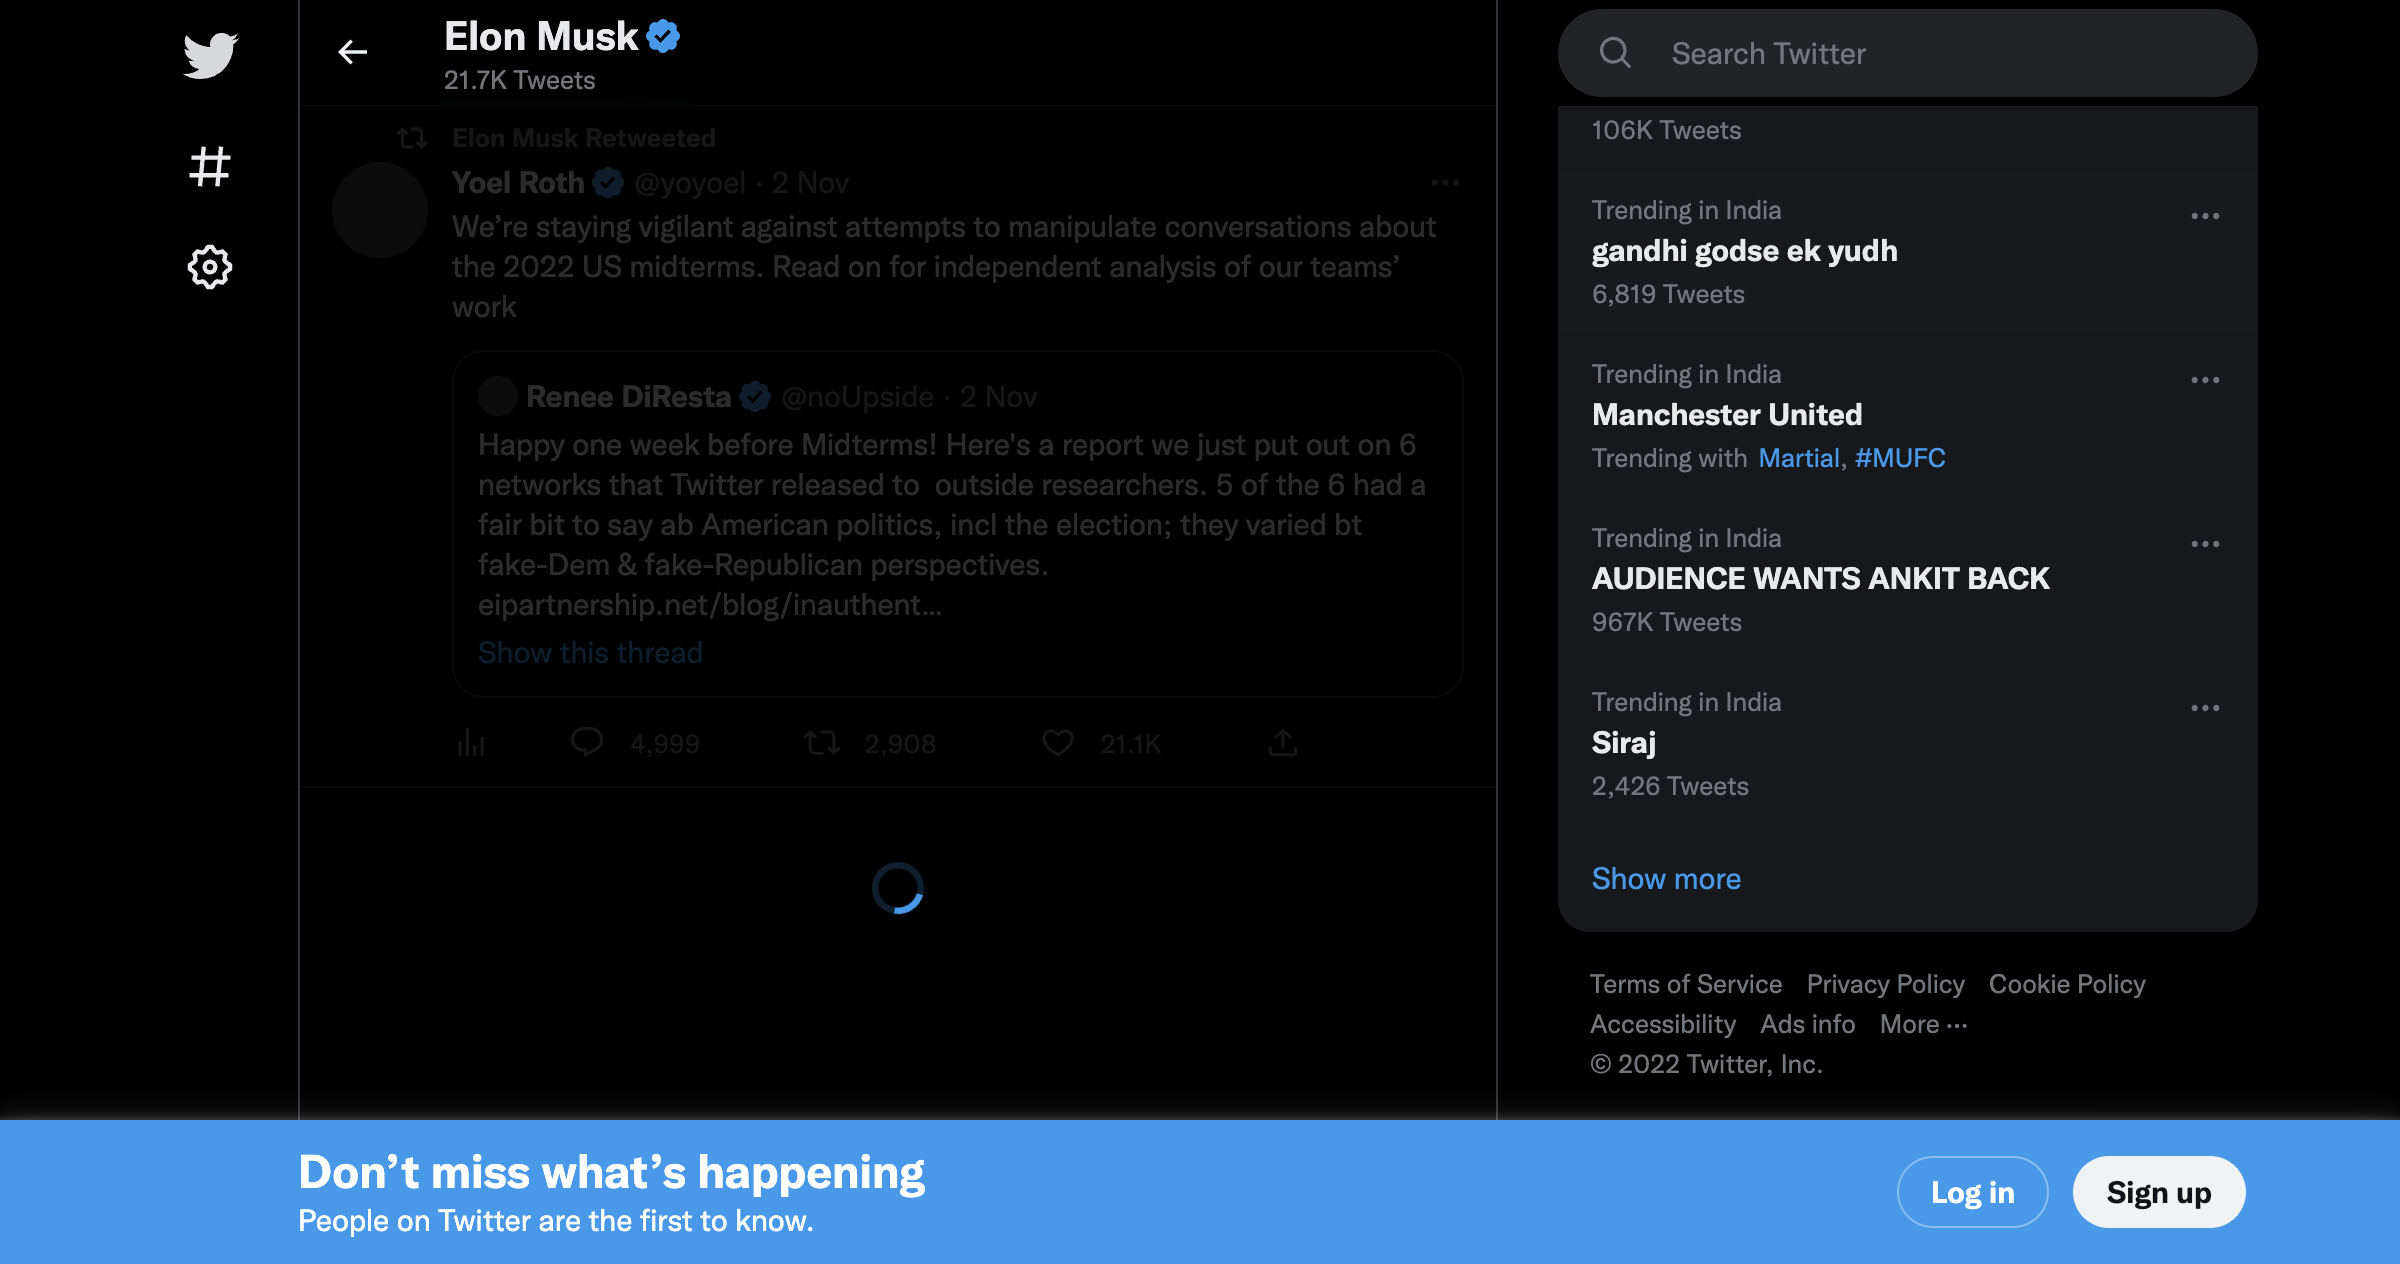 Elon Musk
21.7K Tweets
Elon Musk Retweeted
Yoel Roth @yoyoel · 2 Nov
We’re staying vigilant against attempts to manipulate conversations about
the 2022 US midterms. Read on for independent analysis of our teams’
work
Renee DiResta @noUpside · 2 Nov
Happy one week before Midterms! Here's a report we just put out on 6
networks that Twitter released to  outside researchers. 5 of the 6 had a
fair bit to say ab American politics, incl the election; they varied bt
fake-Dem & fake-Republican perspectives.
eipartnership.net/blog/inauthent…
Show this thread
4,999 2,908 21.1K
Search Twitter
106K Tweets
Trending in India
gandhi godse ek yudh
6,819 Tweets
Trending in India
Manchester United
Trending with Martial, #MUFC
Trending in India
AUDIENCE WANTS ANKIT BACK
967K Tweets
Trending in India
Siraj
2,426 Tweets
Show more
Terms of Service Privacy Policy Cookie Policy
Accessibility Ads info More ···
© 2022 Twitter, Inc.
Don’t miss what’s happening
People on Twitter are the first to know.
Log in
Sign up